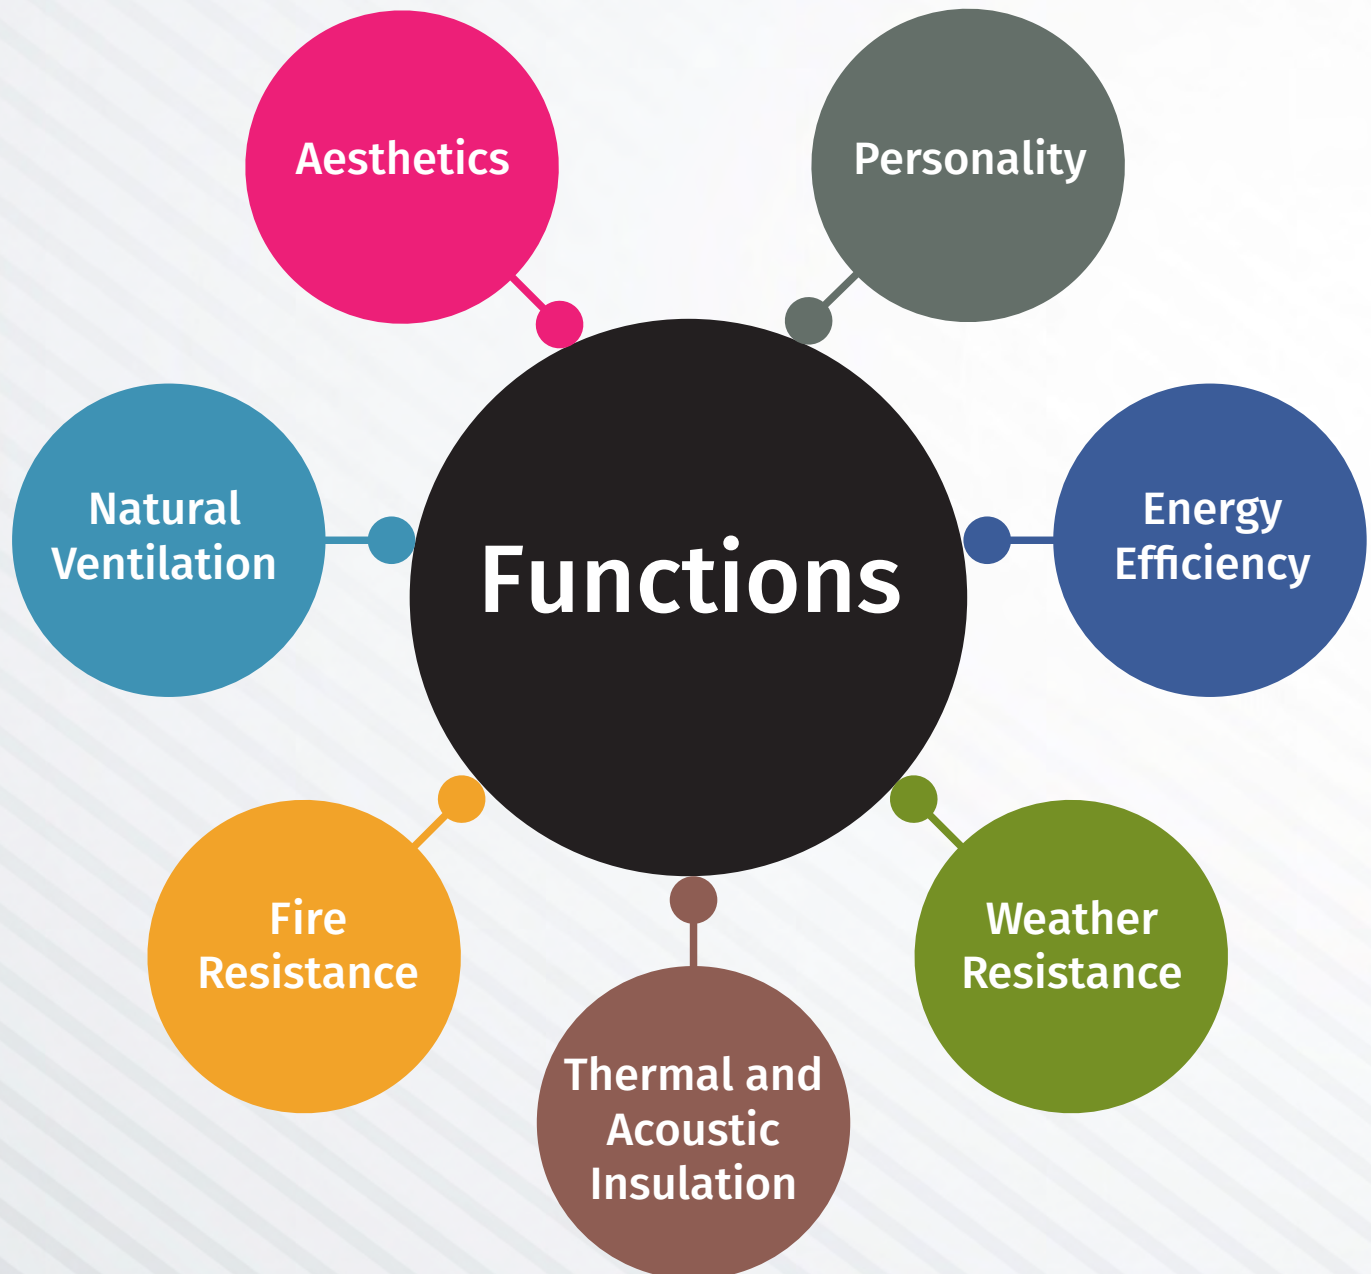 Aesthetics
Personality
Natural
Ventilation
Functions
Energy
Efficiency
Fire
Resistance
Weather
Resistance
Thermal and
Acoustic
Insulation